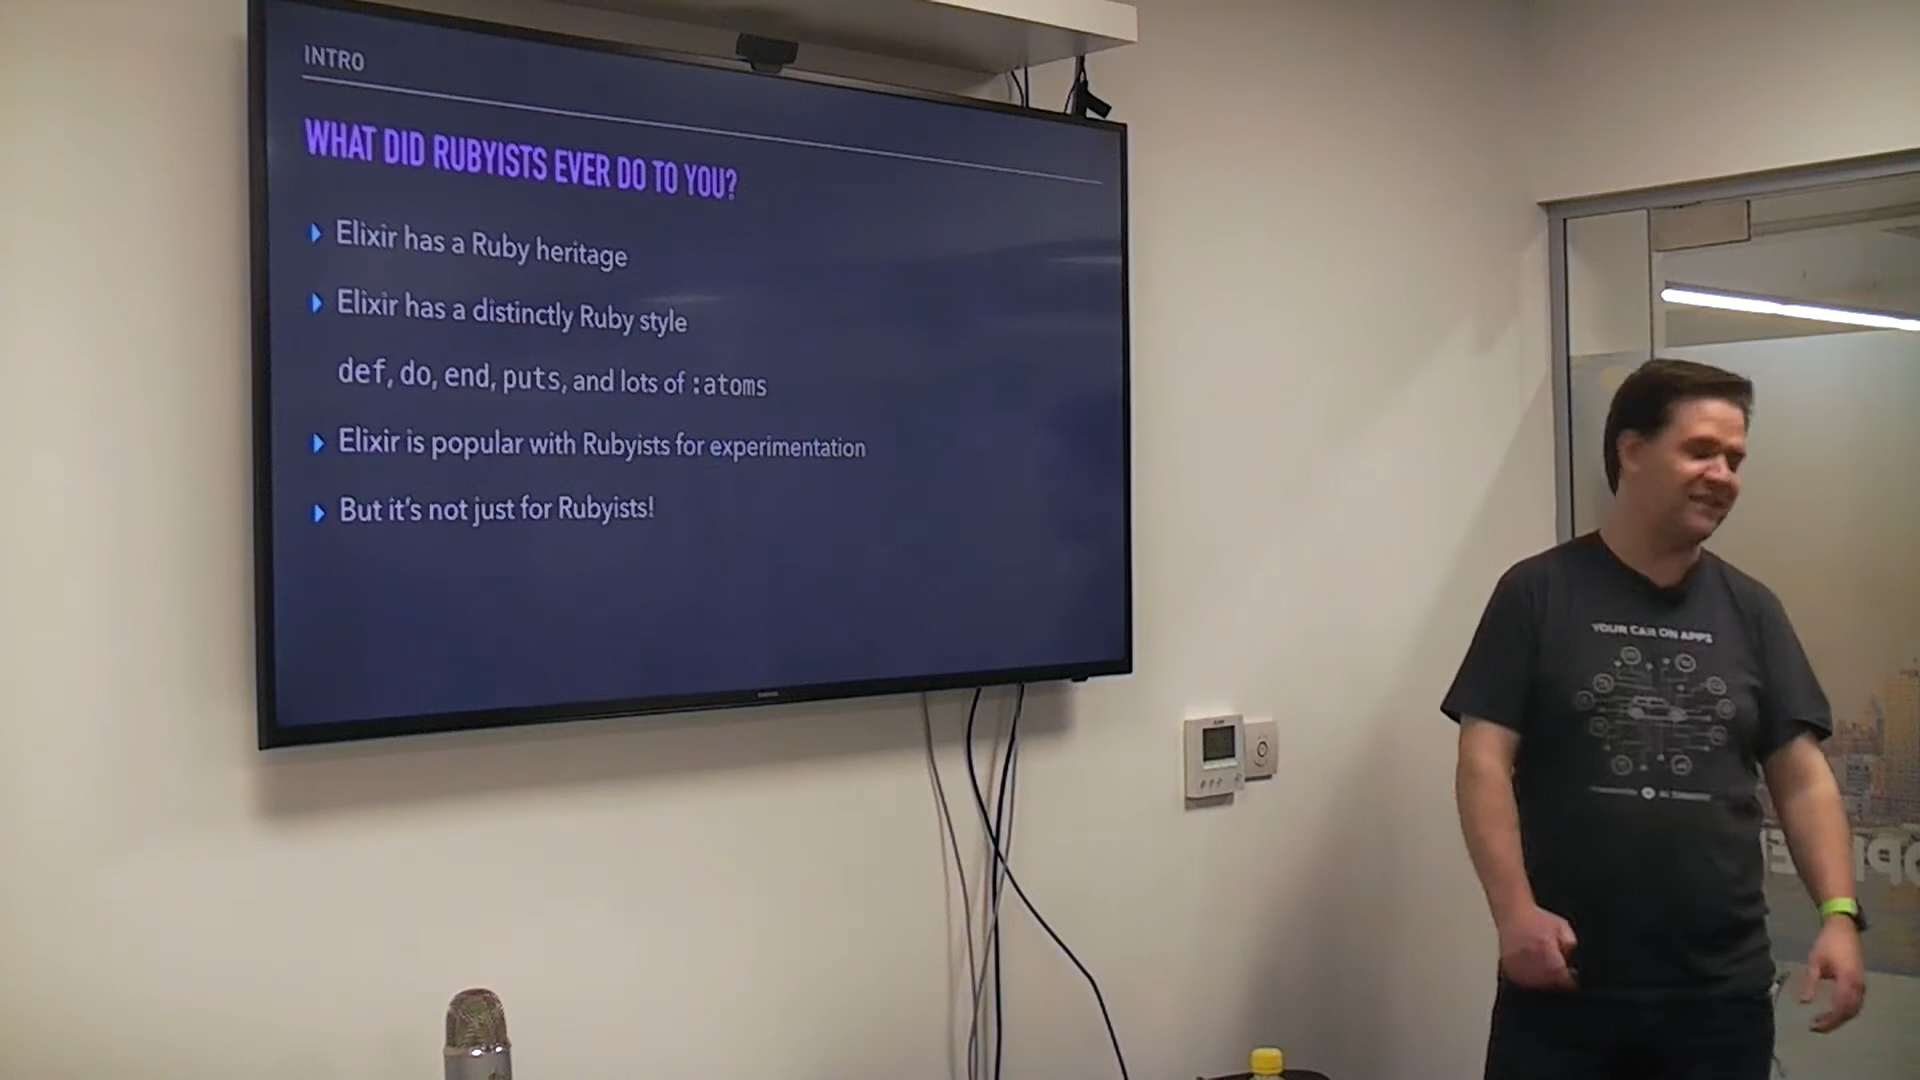 INTRO
WHAT DID RUBYISTS EVER DO TO YOU?
Elixir has a Ruby heritage
Elixir has a distinctly Ruby style
def, do, end, puts, and lots of :atoms
Elixir is popular with Rubyists for experimentation
But it's not just for Rubyists!
YOUR CAR ON APPS